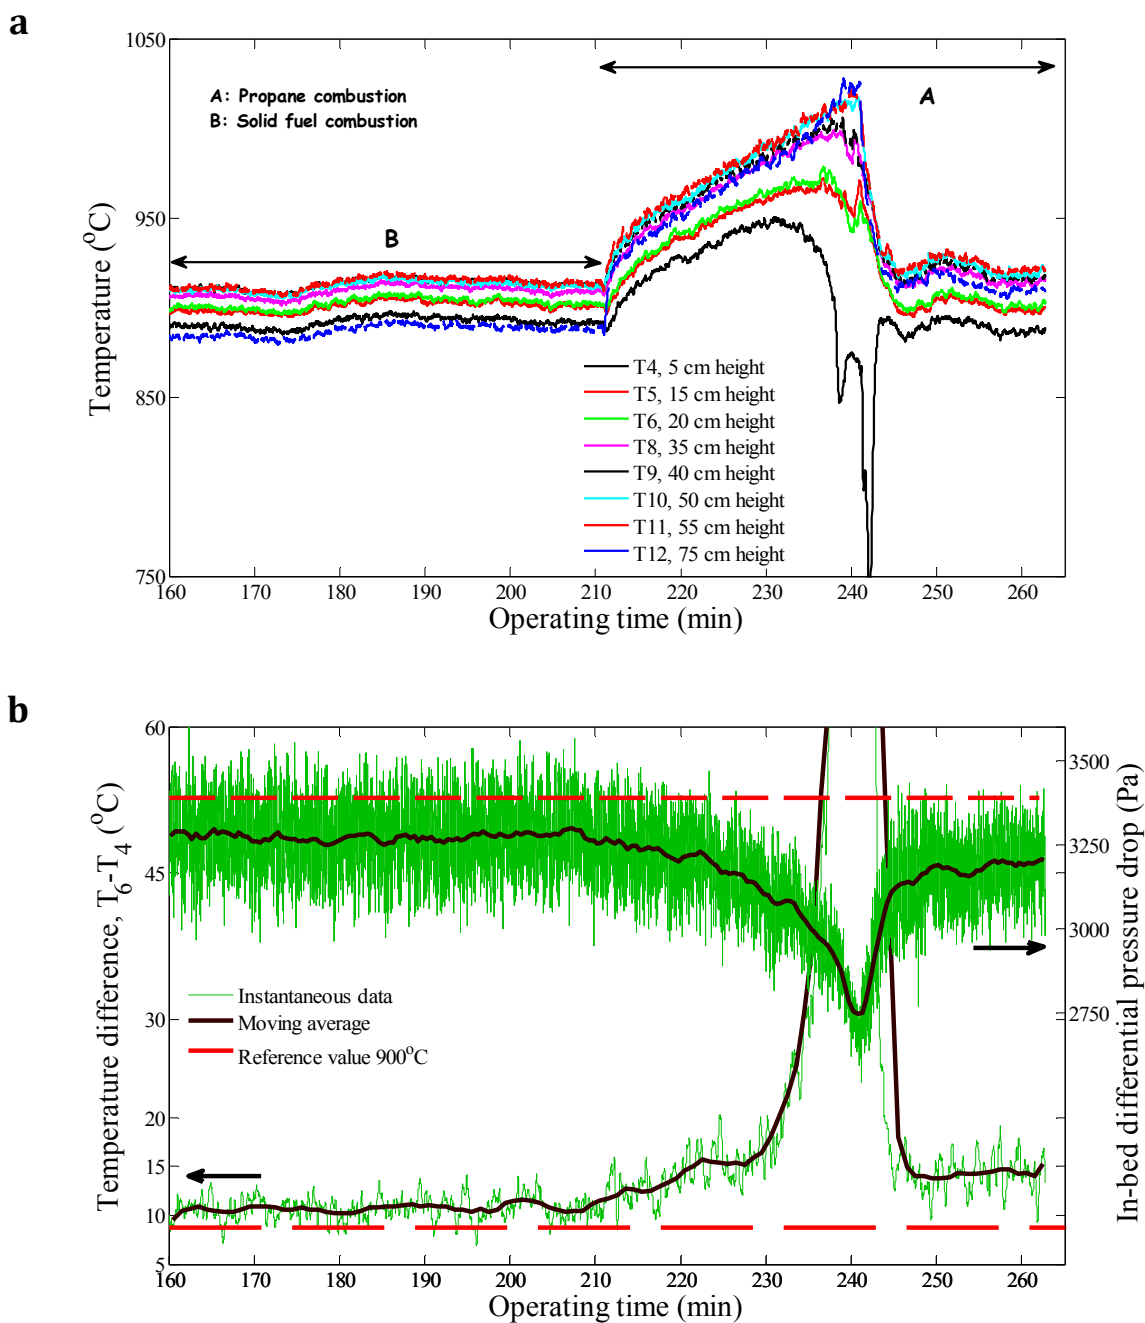 a
1050
950
850
750
Temperature (°C)
A: Propane combustion
B: Solid fuel combustion
A
B
T4, 5 cm height
T5, 15 cm height
T6, 20 cm height
T8, 35 cm height
T9, 40 cm height
T10, 50 cm height
T11, 55 cm height
T12, 75 cm height
160 170 180 190 200 210 220 230 240 250 260
Operating time (min)
b
60
45
30
20
15
10
5
Temperature difference, T6-T4 (°C)
3500
3250
3000
2750
In-bed differential pressure drop (Pa)
Instantaneous data
Moving average
Reference value 900°C
160 170 180 190 200 210 220 230 240 250 260
Operating time (min)